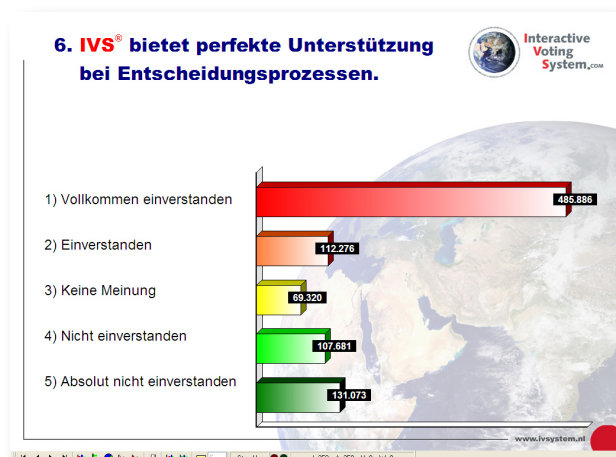 6. IVS® bietet perfekte Unterstützung
bei Entscheidungsprozessen.
Interactive
Voting
System.COM
1) Vollkommen einverstanden
485.886
2) Einverstanden
112.276
3) Keine Meinung
69.320
4) Nicht einverstanden
107.681
5) Absolut nicht einverstanden
131.073
www.ivsystem.nl